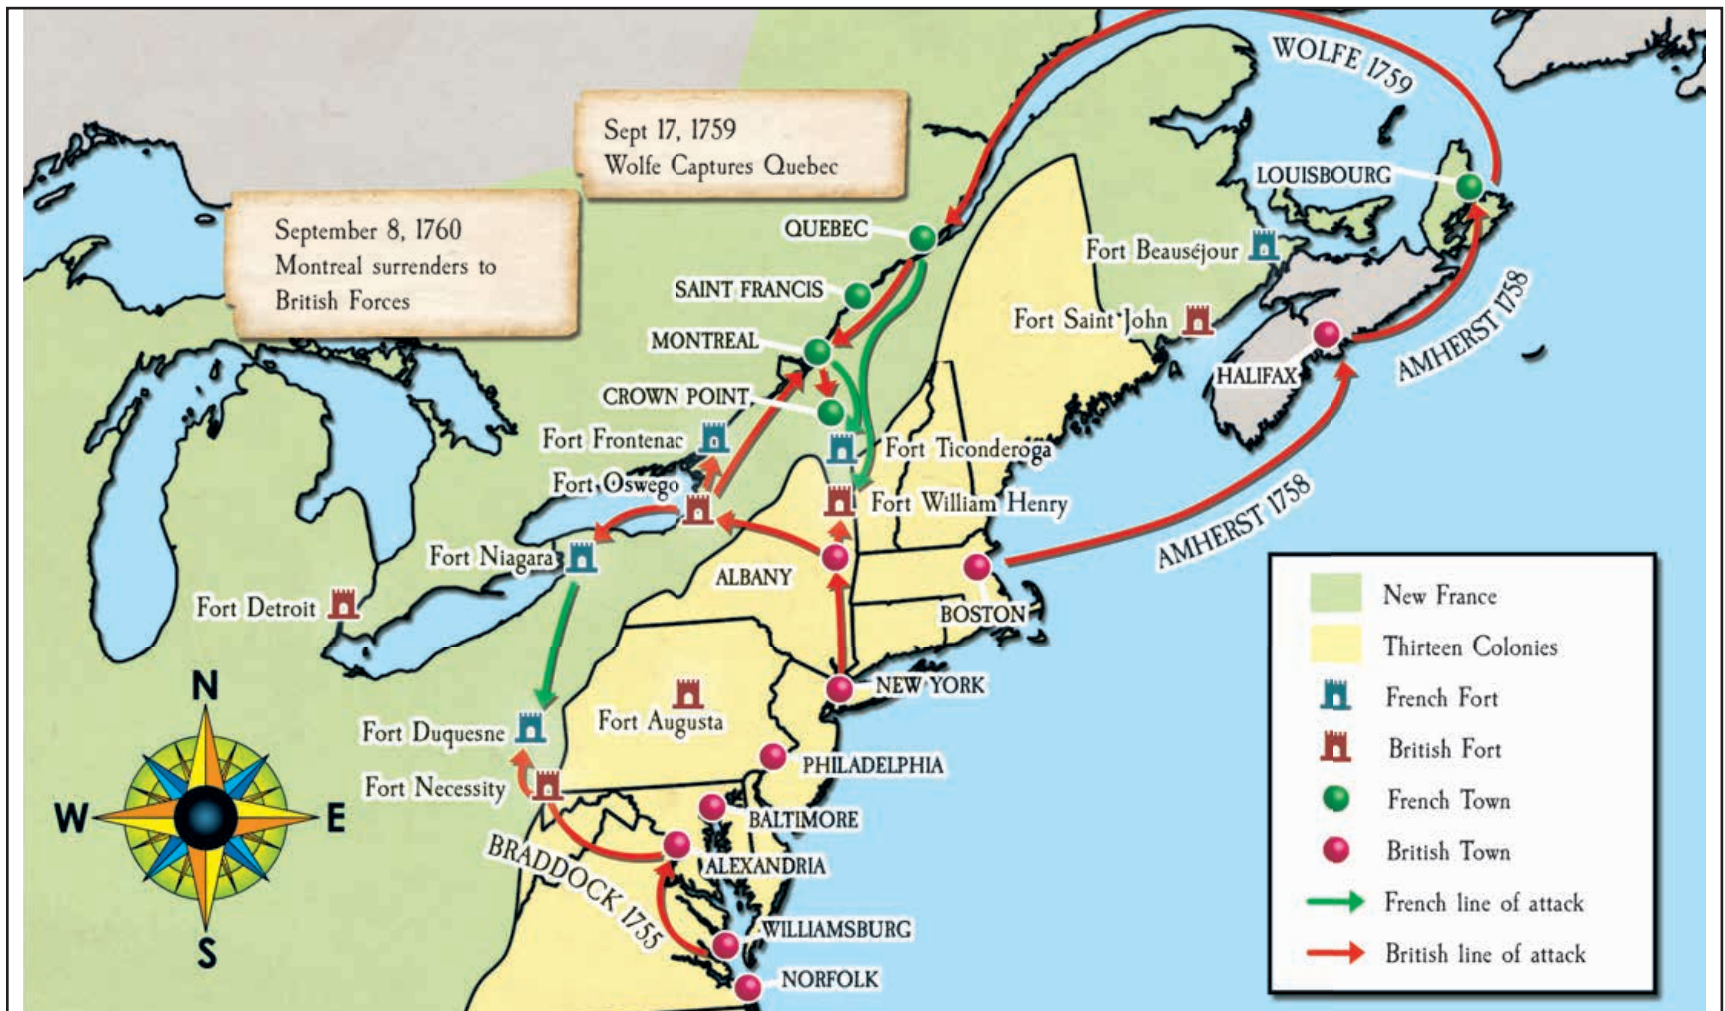 WOLFE 1759
Sept 17, 1759
Wolfe Captures Quebec
LOUISBOURG
September 8, 1760
Montreal surrenders to
British Forces
QUEBEC
Fort Beauséjour
SAINT FRANCIS
Fort Saint John
AMHERST 1758
MONTREAL
HALIFAX
CROWN POINT
Fort Frontenac
Fort Ticonderoga
Fort Oswego
Fort William Henry
AMHERST 1758
Fort Niagara
ALBANY
Fort Detroit
BOSTON
New France
Thirteen Colonies
French Fort
British Fort
French Town
British Town
French line of attack
British line of attack
N
W
E
S
NEW YORK
Fort Augusta
Fort Duquesne
PHILADELPHIA
Fort Necessity
BALTIMORE
BRADDOCK 1755
ALEXANDRIA
WILLIAMSBURG
NORFOLK